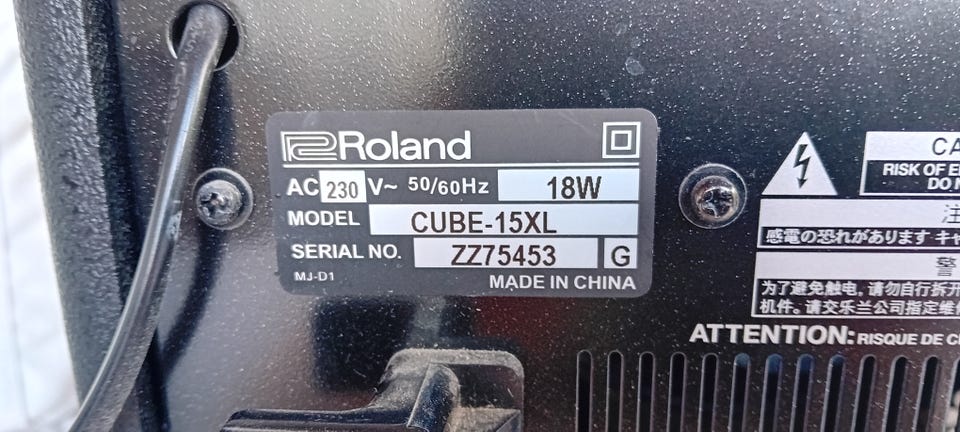 Roland
AC 230 V~ 50/60Hz 18W
MODEL CUBE-15XL
SERIAL NO. ZZ75453 G
MJ-D1 MADE IN CHINA
CA
RISK OF E
DO N
注
感電の恐れがあります キャ
警
为了避免触电, 请勿自行拆开
机件。请交乐兰公司指定维
ATTENTION: RISQUE DE C